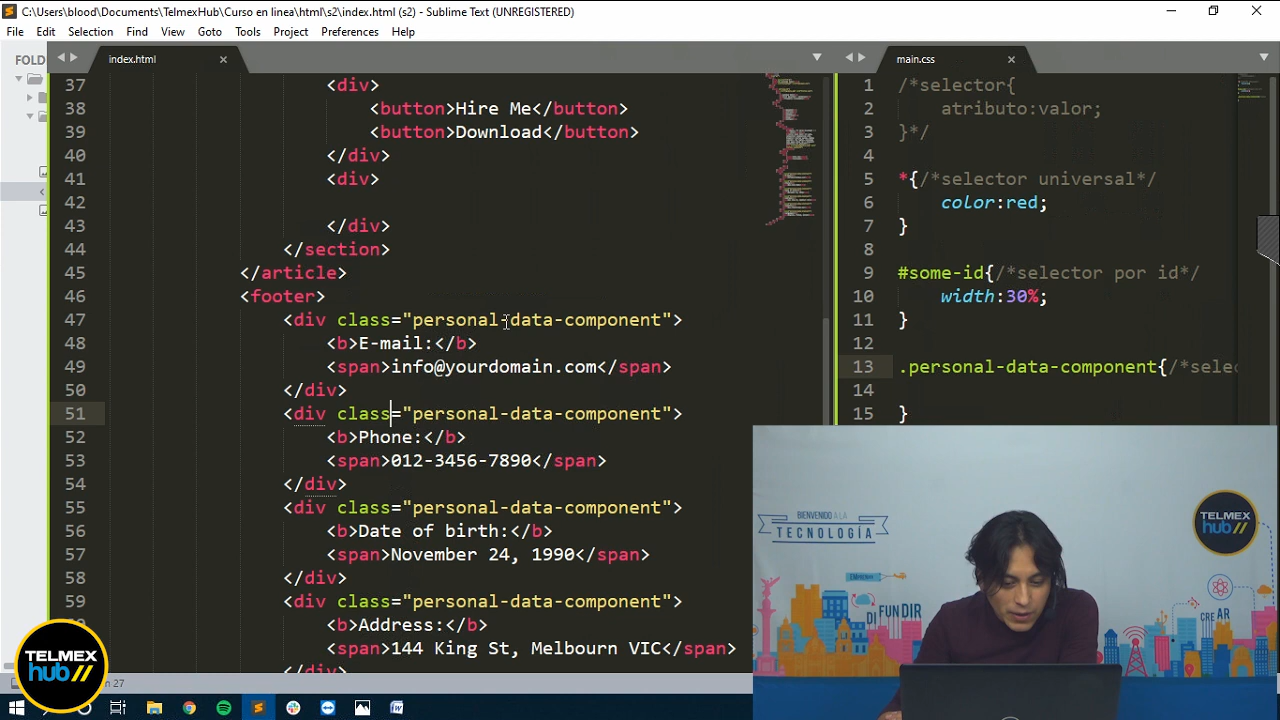 C:\Users\blood\Documents\TelmexHub\Curso en linea\html\s2\index.html (s2) - Sublime Text (UNREGISTERED)
File Edit Selection Find View Goto Tools Project Preferences Help
FOLD
index.html
37 <div>
38 <button>Hire Me</button>
39 <button>Download</button>
40 </div>
41 <div>
42
43 </div>
44 </section>
45 </article>
46 <footer>
47 <div class="personal-data-component">
48 <b>E-mail:</b>
49 <span>info@yourdomain.com</span>
50 </div>
51 <div class="personal-data-component">
52 <b>Phone:</b>
53 <span>012-3456-7890</span>
54 </div>
55 <div class="personal-data-component">
56 <b>Date of birth:</b>
57 <span>November 24, 1990</span>
58 </div>
59 <div class="personal-data-component">
<b>Address:</b>
<span>144 King St, Melbourn VIC</span>
</div>
main.css
1 /*selector{
2 atributo:valor;
3 }*/
4
5 *{/*selector universal*/
6 color:red;
7 }
8
9 #some-id{/*selector por id*/
10 width:30%;
11 }
12
13 .personal-data-component{/*selec
14
15 }
BIENVENIDO A LA
TECNOLOGÍA
TELMEX
hub
DIFUNDIR
CREAR
TELMEX
hub
27